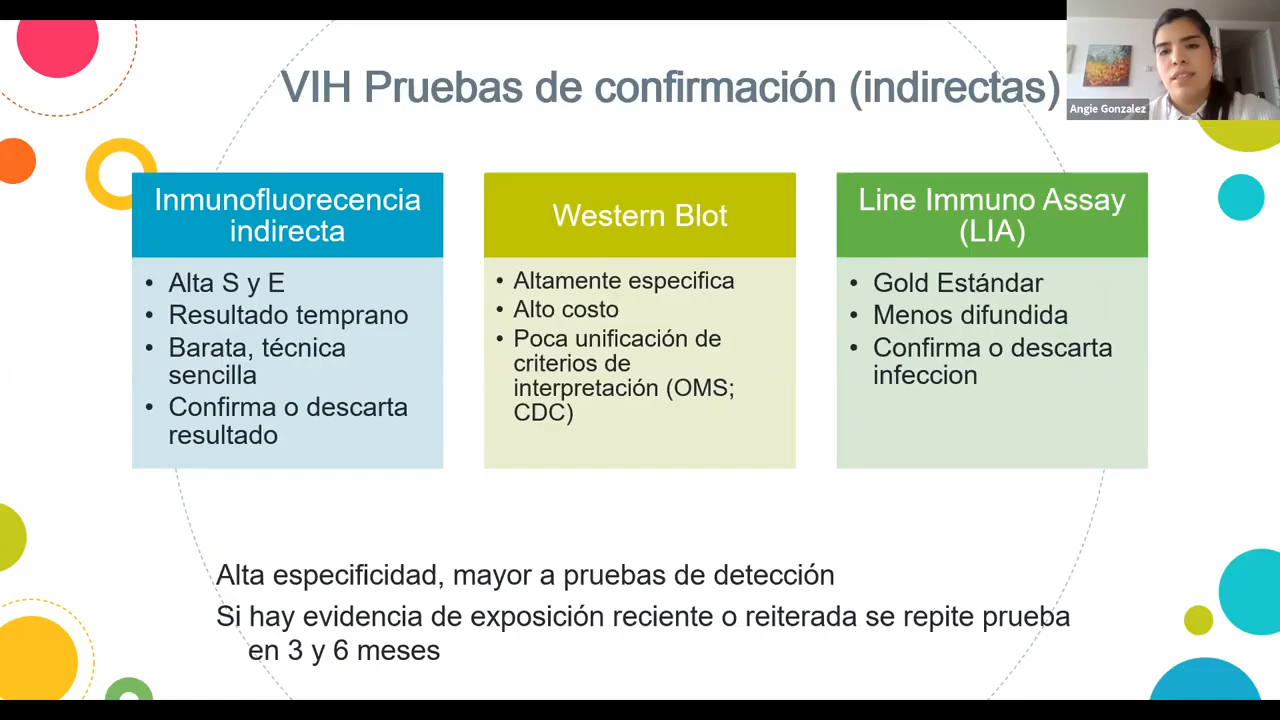 VIH Pruebas de confirmación (indirectas)
Angie Gonzalez
Inmunofluorecencia
indirecta
• Alta S y E
• Resultado temprano
• Barata, técnica
sencilla
• Confirma o descarta
resultado
Western Blot
• Altamente especifica
• Alto costo
• Poca unificación de
criterios de
interpretación (OMS;
CDC)
Line Immuno Assay
(LIA)
• Gold Estándar
• Menos difundida
• Confirma o descarta
infeccion
Alta especificidad, mayor a pruebas de detección
Si hay evidencia de exposición reciente o reiterada se repite prueba
en 3 y 6 meses